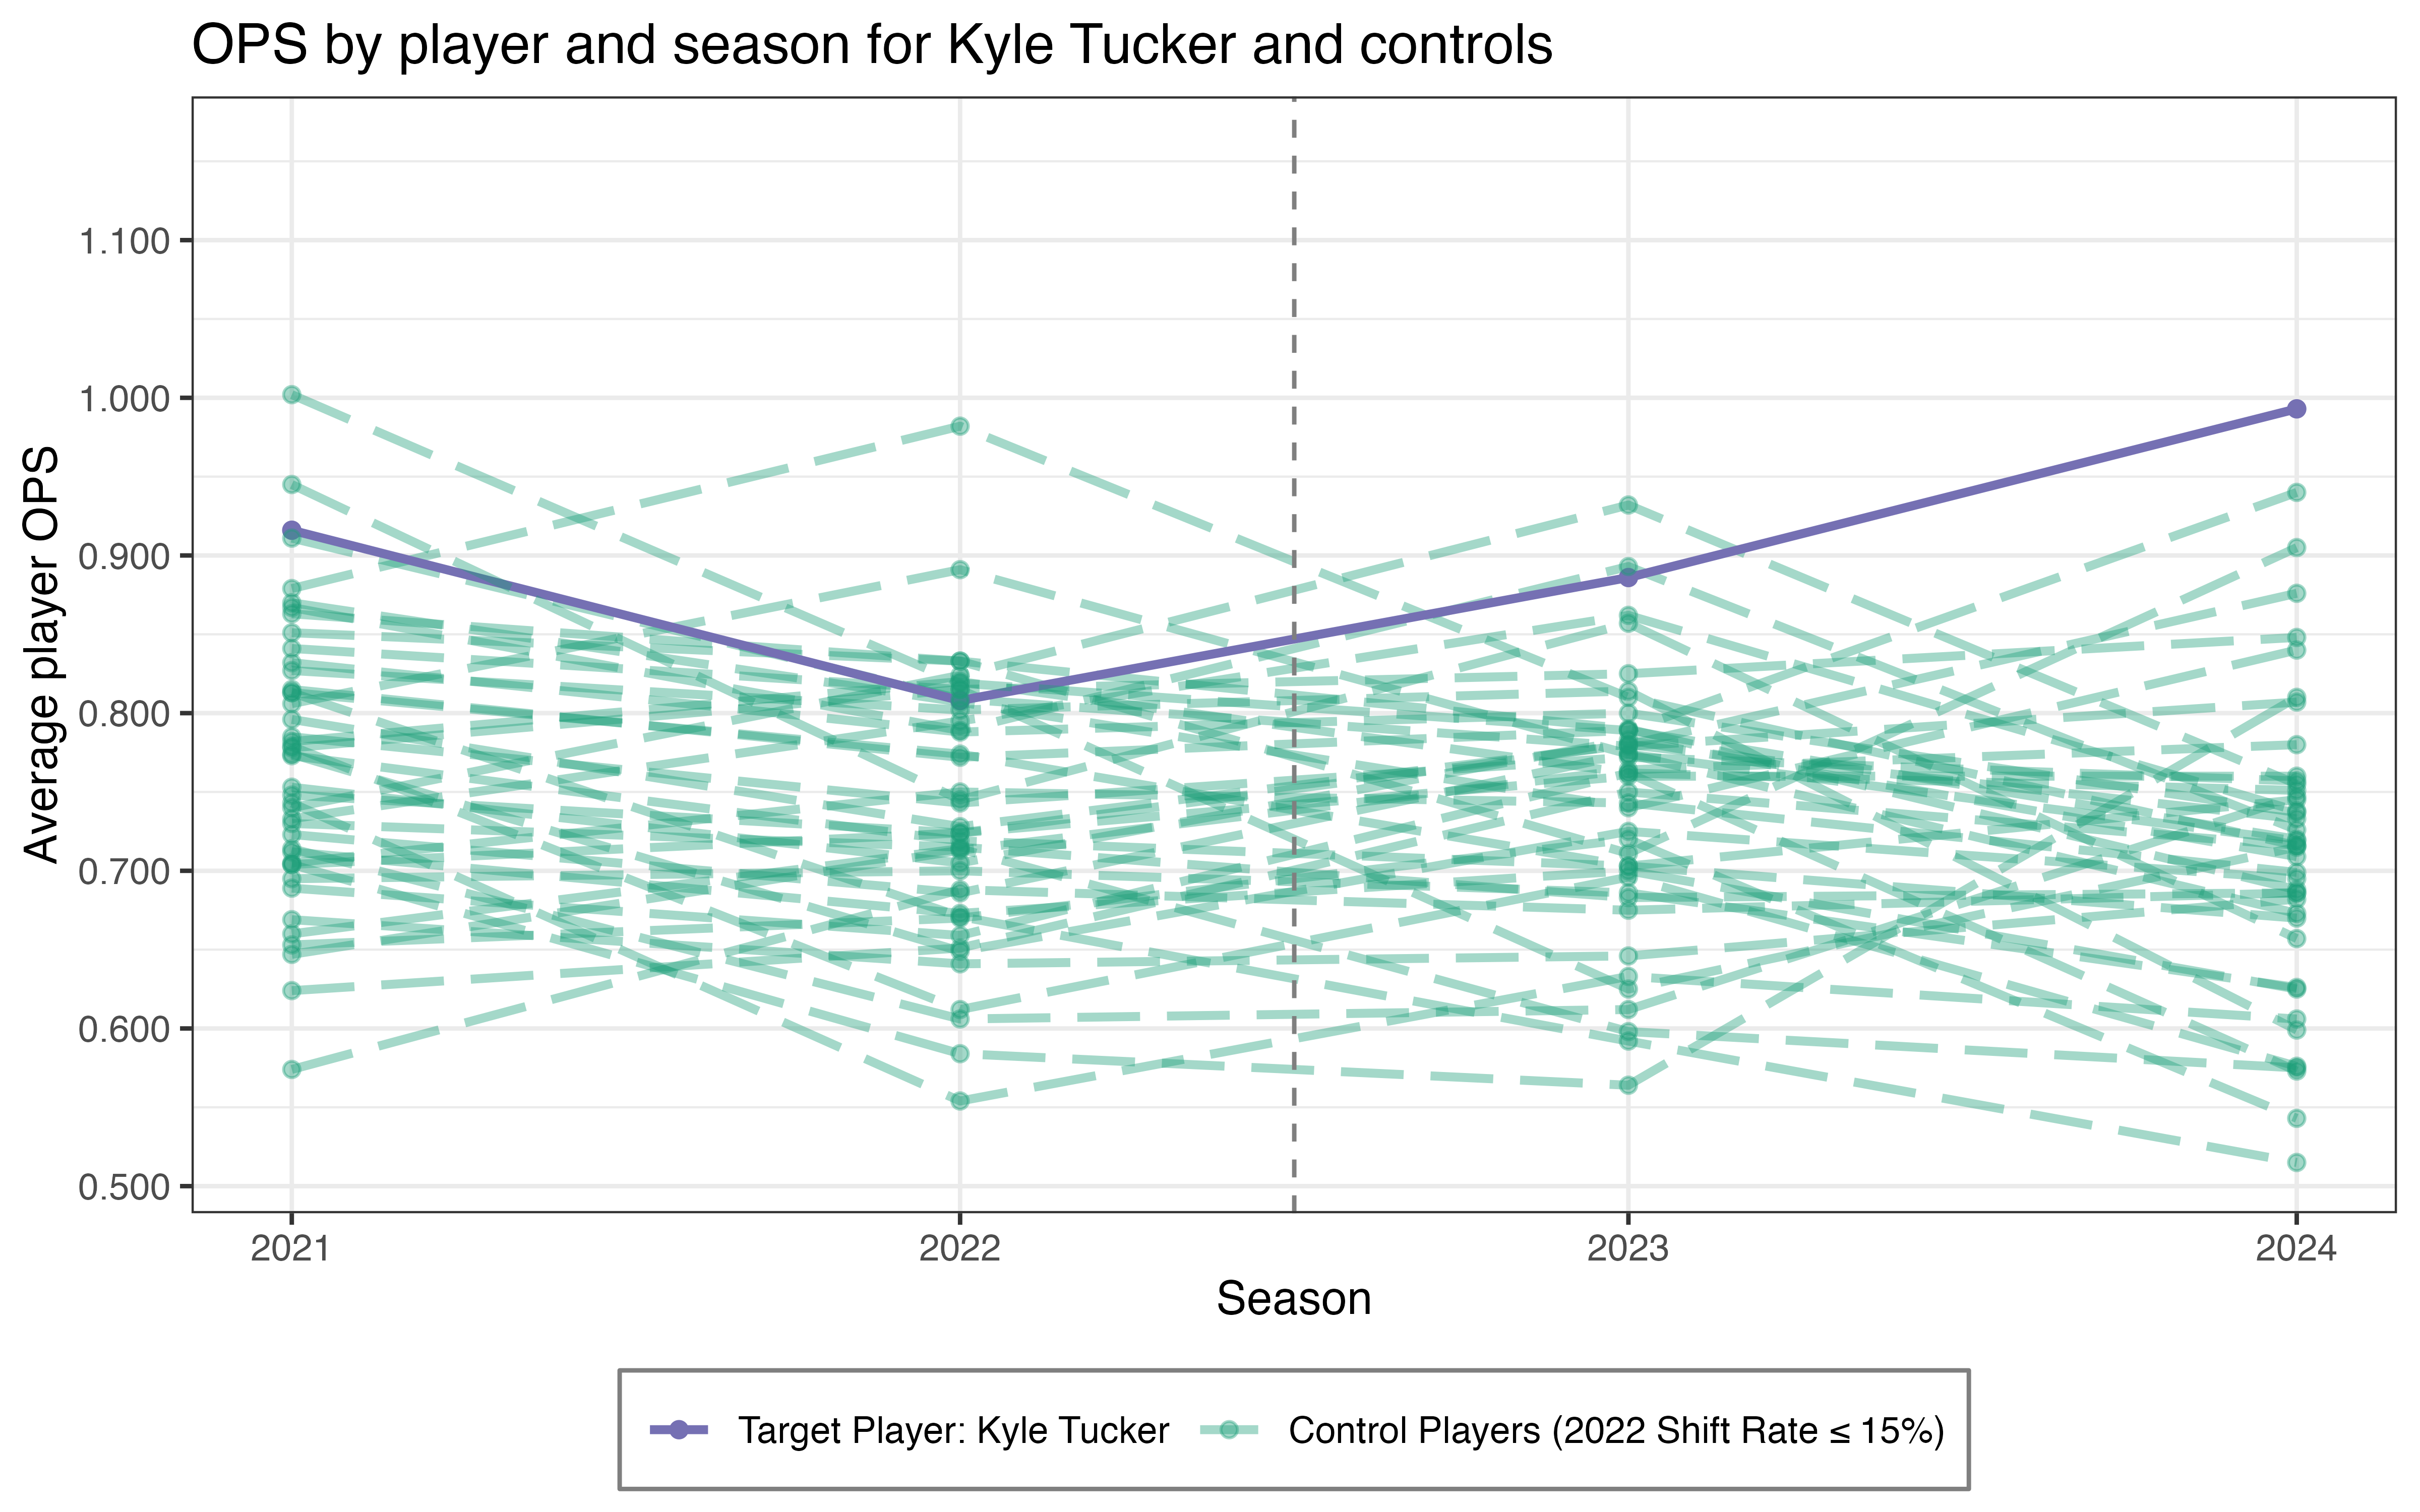 OPS by player and season for Kyle Tucker and controls
Average player OPS
1.100
1.000
0.900
0.800
0.700
0.600
0.500
2021 2022 2023 2024
Season
Target Player: Kyle Tucker Control Players (2022 Shift Rate ≤ 15%)